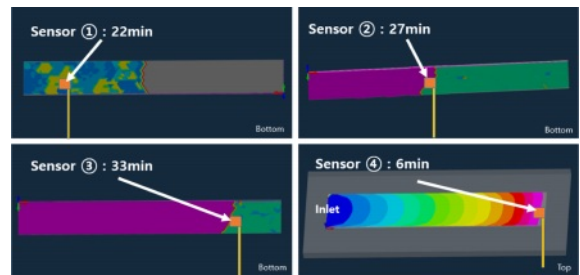 Sensor ① : 22min
Bottom
Sensor ② : 27min
Bottom
Sensor ③ : 33min
Bottom
Sensor ④ : 6min
Inlet
Top